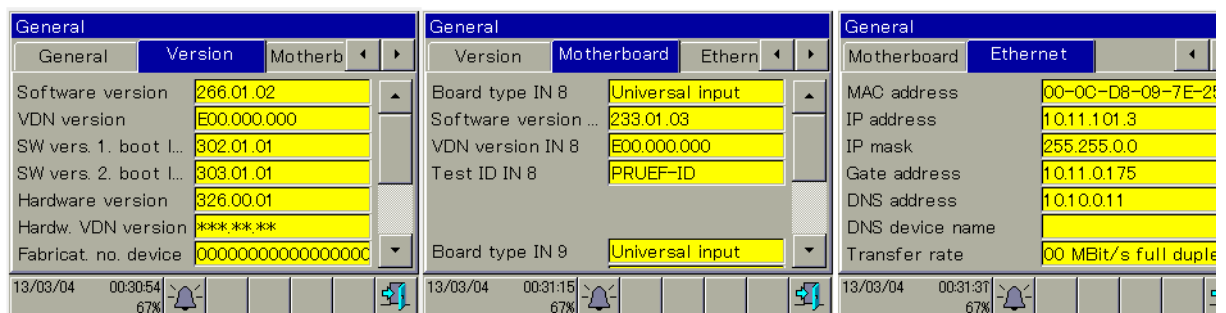 General
General Version Motherb
Software version 266.01.02
VDN version E00.000.000
SW vers. 1. boot l... 302.01.01
SW vers. 2. boot l... 303.01.01
Hardware version 326.00.01
Hardw. VDN version ***.**.**
Fabricat. no. device 00000000000000000
13/03/04 00:30:54
67%
General
Version Motherboard Ethern
Board type IN 8 Universal input
Software version ... 233.01.03
VDN version IN 8 E00.000.000
Test ID IN 8 PRUEF-ID
Board type IN 9 Universal input
13/03/04 00:31:15
67%
General
Motherboard Ethernet
MAC address 00-0C-D8-09-7E-25
IP address 10.11.101.3
IP mask 255.255.0.0
Gate address 10.11.0.175
DNS address 10.10.0.11
DNS device name
Transfer rate 00 MBit/s full duple
13/03/04 00:31:31
67%